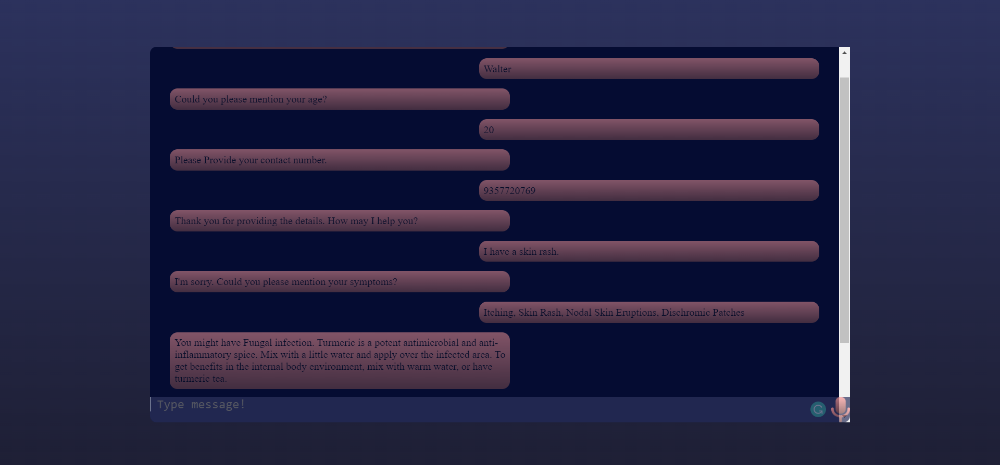 Walter
Could you please mention your age?
20
Please Provide your contact number.
9357720769
Thank you for providing the details. How may I help you?
I have a skin rash.
I'm sorry. Could you please mention your symptoms?
Itching, Skin Rash, Nodal Skin Eruptions, Dischromic Patches
You might have Fungal infection. Turmeric is a potent antimicrobial and anti-
inflammatory spice. Mix with a little water and apply over the infected area. To
get benefits in the internal body environment, mix with warm water, or have
turmeric tea.
Type message!